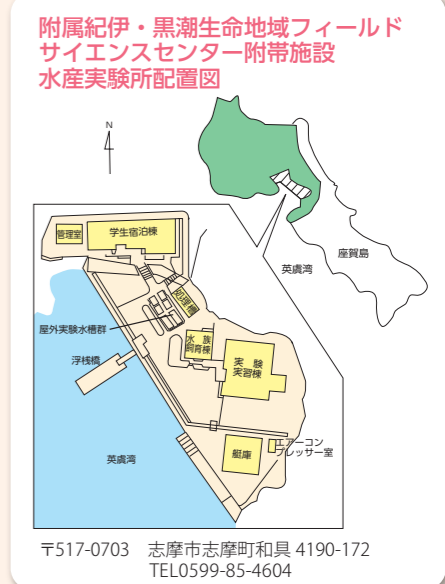 附属紀伊・黒潮生命地域フィールド
サイエンスセンター附帯施設
水産実験所配置図
N
座賀島
英虞湾
管理室
学生宿泊棟
処理槽
屋外実験水槽群
水族
飼育棟
浮桟橋
実験
実習棟
エアーコン
プレッサー室
艇庫
英虞湾
〒517-0703 志摩市志摩町和具 4190-172
TEL0599-85-4604